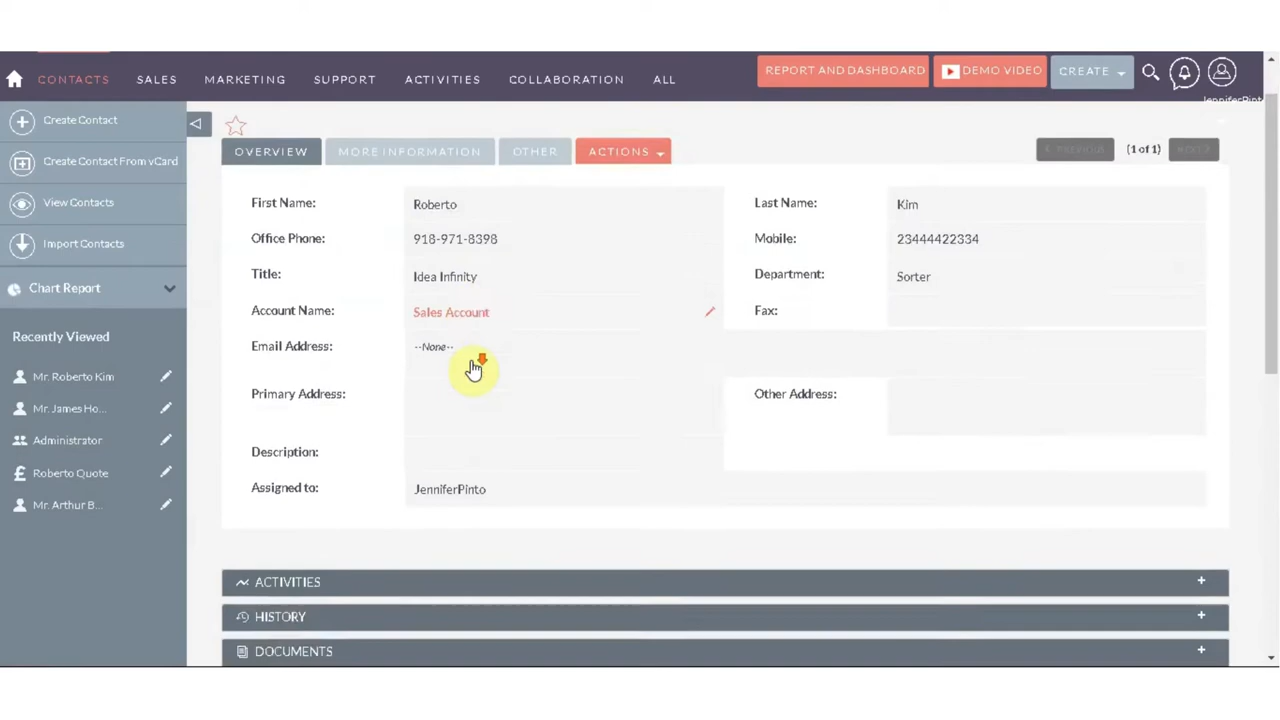 CONTACTS SALES MARKETING SUPPORT ACTIVITIES COLLABORATION ALL REPORT AND DASHBOARD DEMO VIDEO CREATE
JenniferPint
Create Contact
Create Contact From vCard
View Contacts
Import Contacts
Chart Report
Recently Viewed
Mr. Roberto Kim
Mr. James Ho...
Administrator
Roberto Quote
Mr. Arthur B...
OVERVIEW MORE INFORMATION OTHER ACTIONS PREVIOUS (1 of 1) NEXT
First Name: Roberto Last Name: Kim
Office Phone: 918-971-8398 Mobile: 23444422334
Title: Idea Infinity Department: Sorter
Account Name: Sales Account Fax:
Email Address: --None--
Primary Address: Other Address:
Description:
Assigned to: JenniferPinto
ACTIVITIES +
HISTORY +
DOCUMENTS +